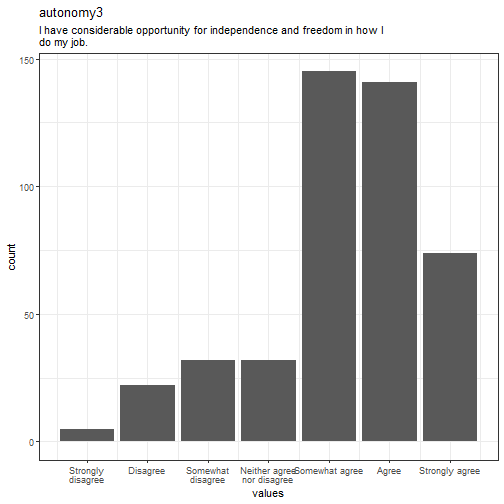 autonomy3
I have considerable opportunity for independence and freedom in how I
do my job.
150
100
50
0
count
Strongly
disagree
Disagree
Somewhat
disagree
Neither agree
nor disagree
Somewhat agree
Agree
Strongly agree
values